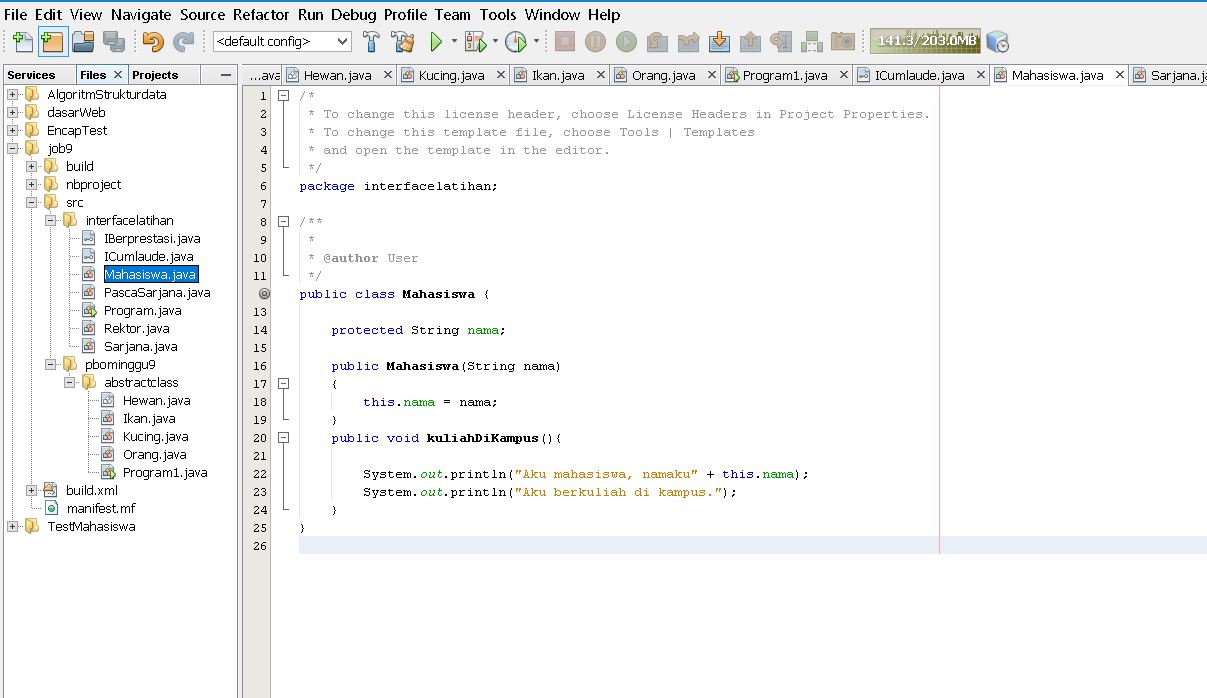 File Edit View Navigate Source Refactor Run Debug Profile Team Tools Window Help
<default config>
141.3/203.0MB
Services Files Projects
...ava Hewan.java Kucing.java Ikan.java Orang.java Program1.java ICumlaude.java Mahasiswa.java Sarjana.ja
AlgoritmStrukturdata
dasarWeb
EncapTest
job9
build
nbproject
src
interfacelatihan
IBerprestasi.java
ICumlaude.java
Mahasiswa.java
PascaSarjana.java
Program.java
Rektor.java
Sarjana.java
pbominggu9
abstractclass
Hewan.java
Ikan.java
Kucing.java
Orang.java
Program1.java
build.xml
manifest.mf
TestMahasiswa
1 /*
2 * To change this license header, choose License Headers in Project Properties.
3 * To change this template file, choose Tools | Templates
4 * and open the template in the editor.
5 */
6 package interfacelatihan;
7
8 /**
9 *
10 * @author User
11 */
public class Mahasiswa {
13
14 protected String nama;
15
16 public Mahasiswa(String nama)
17 {
18 this.nama = nama;
19 }
20 public void kuliahDiKampus(){
21
22 System.out.println("Aku mahasiswa, namaku" + this.nama);
23 System.out.println("Aku berkuliah di kampus.");
24 }
25 }
26